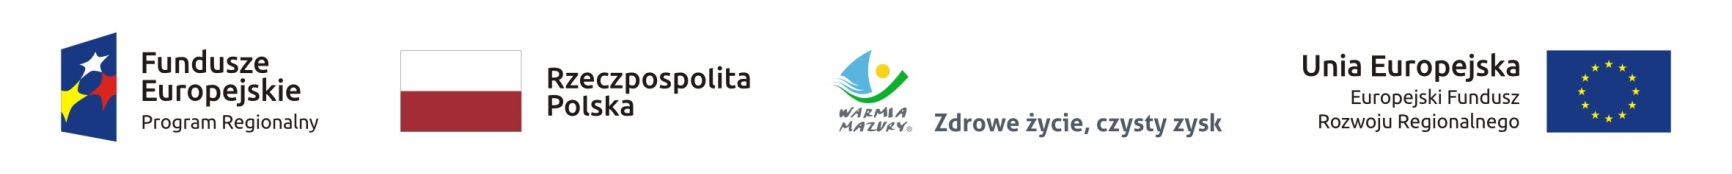 Fundusze
Europejskie
Program Regionalny
Rzeczpospolita
Polska
WARMIA
MAZURY®
Zdrowe życie, czysty zysk
Unia Europejska
Europejski Fundusz
Rozwoju Regionalnego